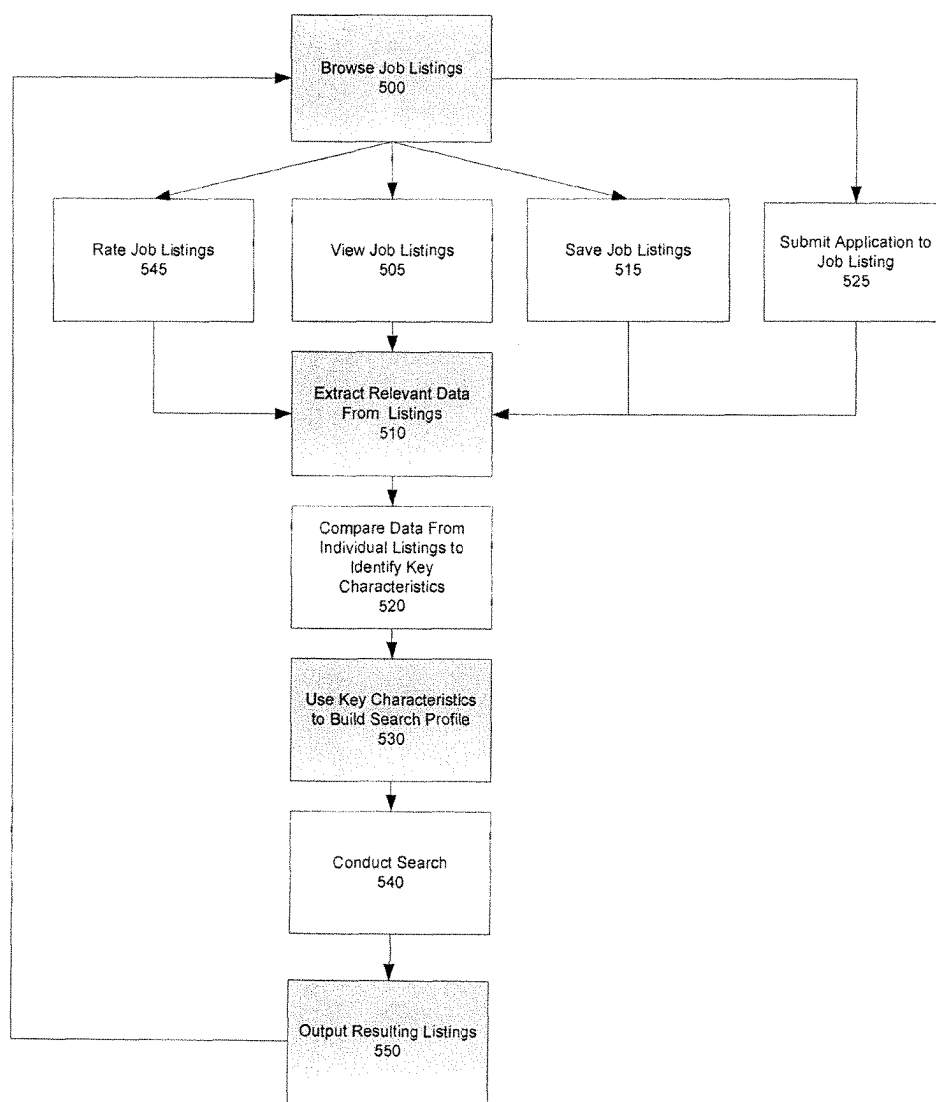 Browse Job Listings
500
Rate Job Listings
545
View Job Listings
505
Save Job Listings
515
Submit Application to
Job Listing
525
Extract Relevant Data
From Listings
510
Compare Data From
Individual Listings to
Identify Key
Characteristics
520
Use Key Characteristics
to Build Search Profile
530
Conduct Search
540
Output Resulting Listings
550